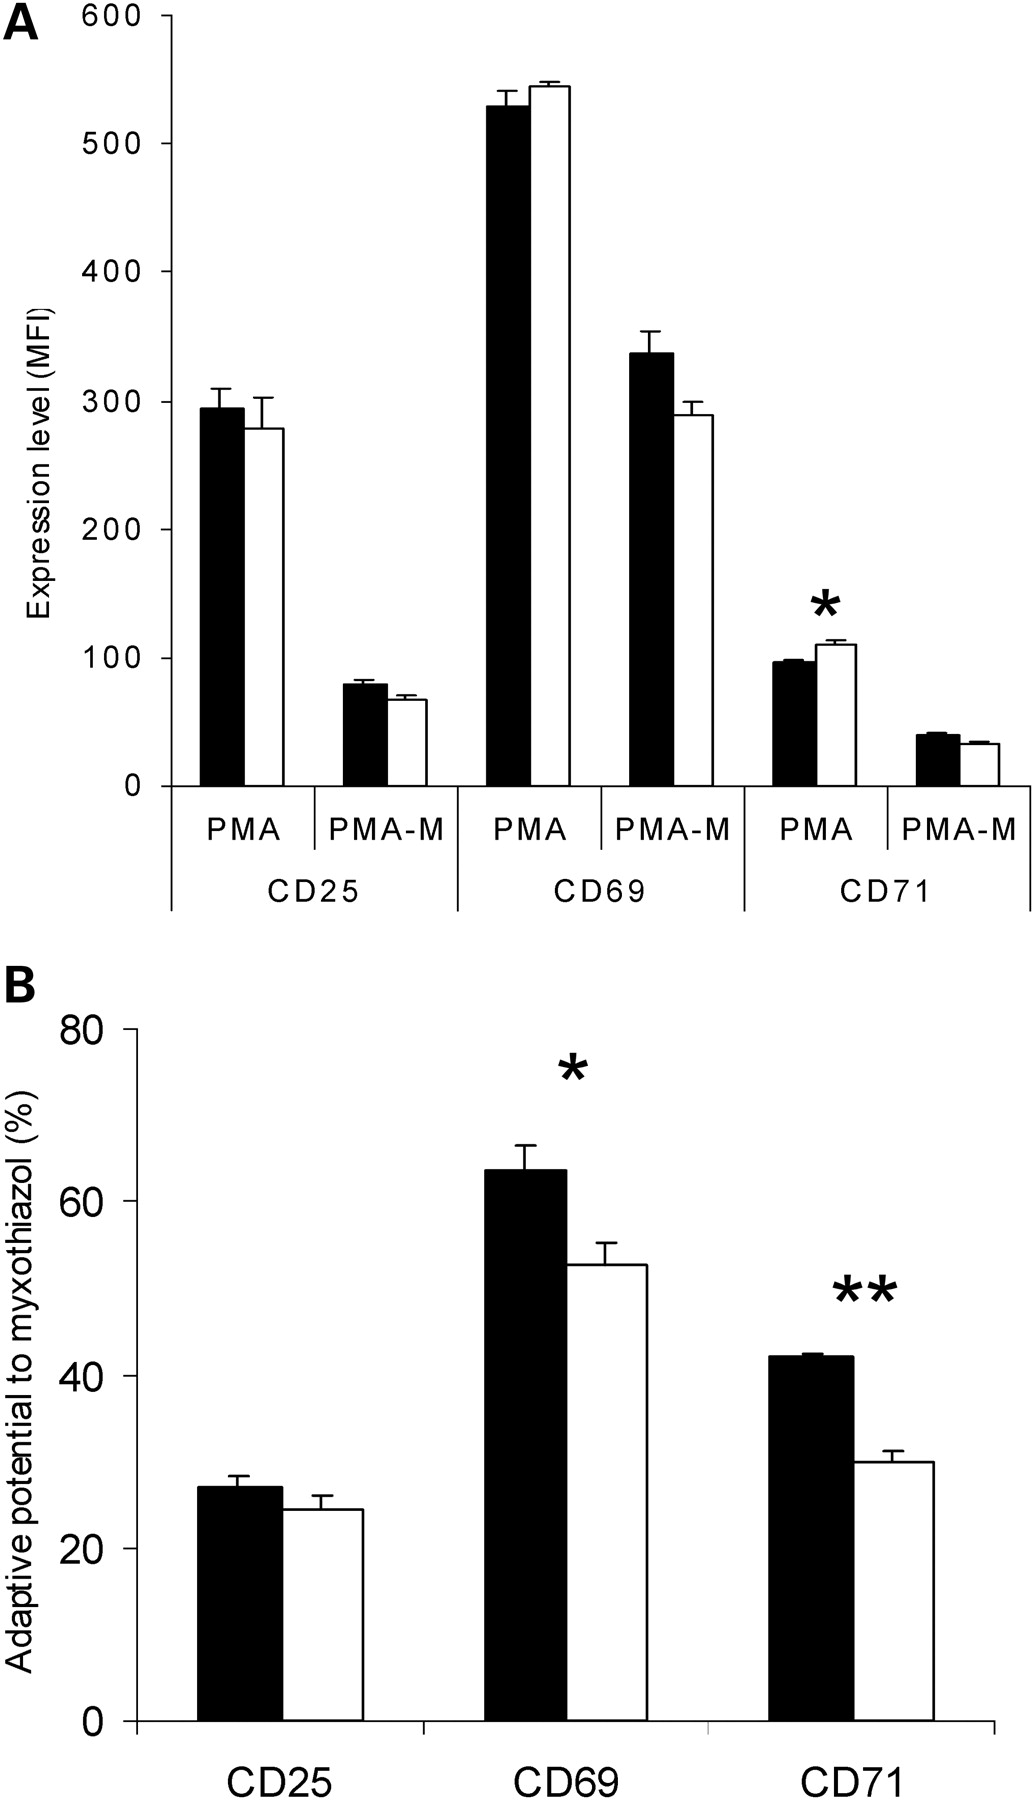 A
600
500
400
300
200
100
0
Expression level (MFI)
*
PMA PMA-M PMA PMA-M PMA PMA-M
CD25 CD69 CD71
B
80
60
40
20
0
Adaptive potential to myxothiazol (%)
*
**
CD25 CD69 CD71